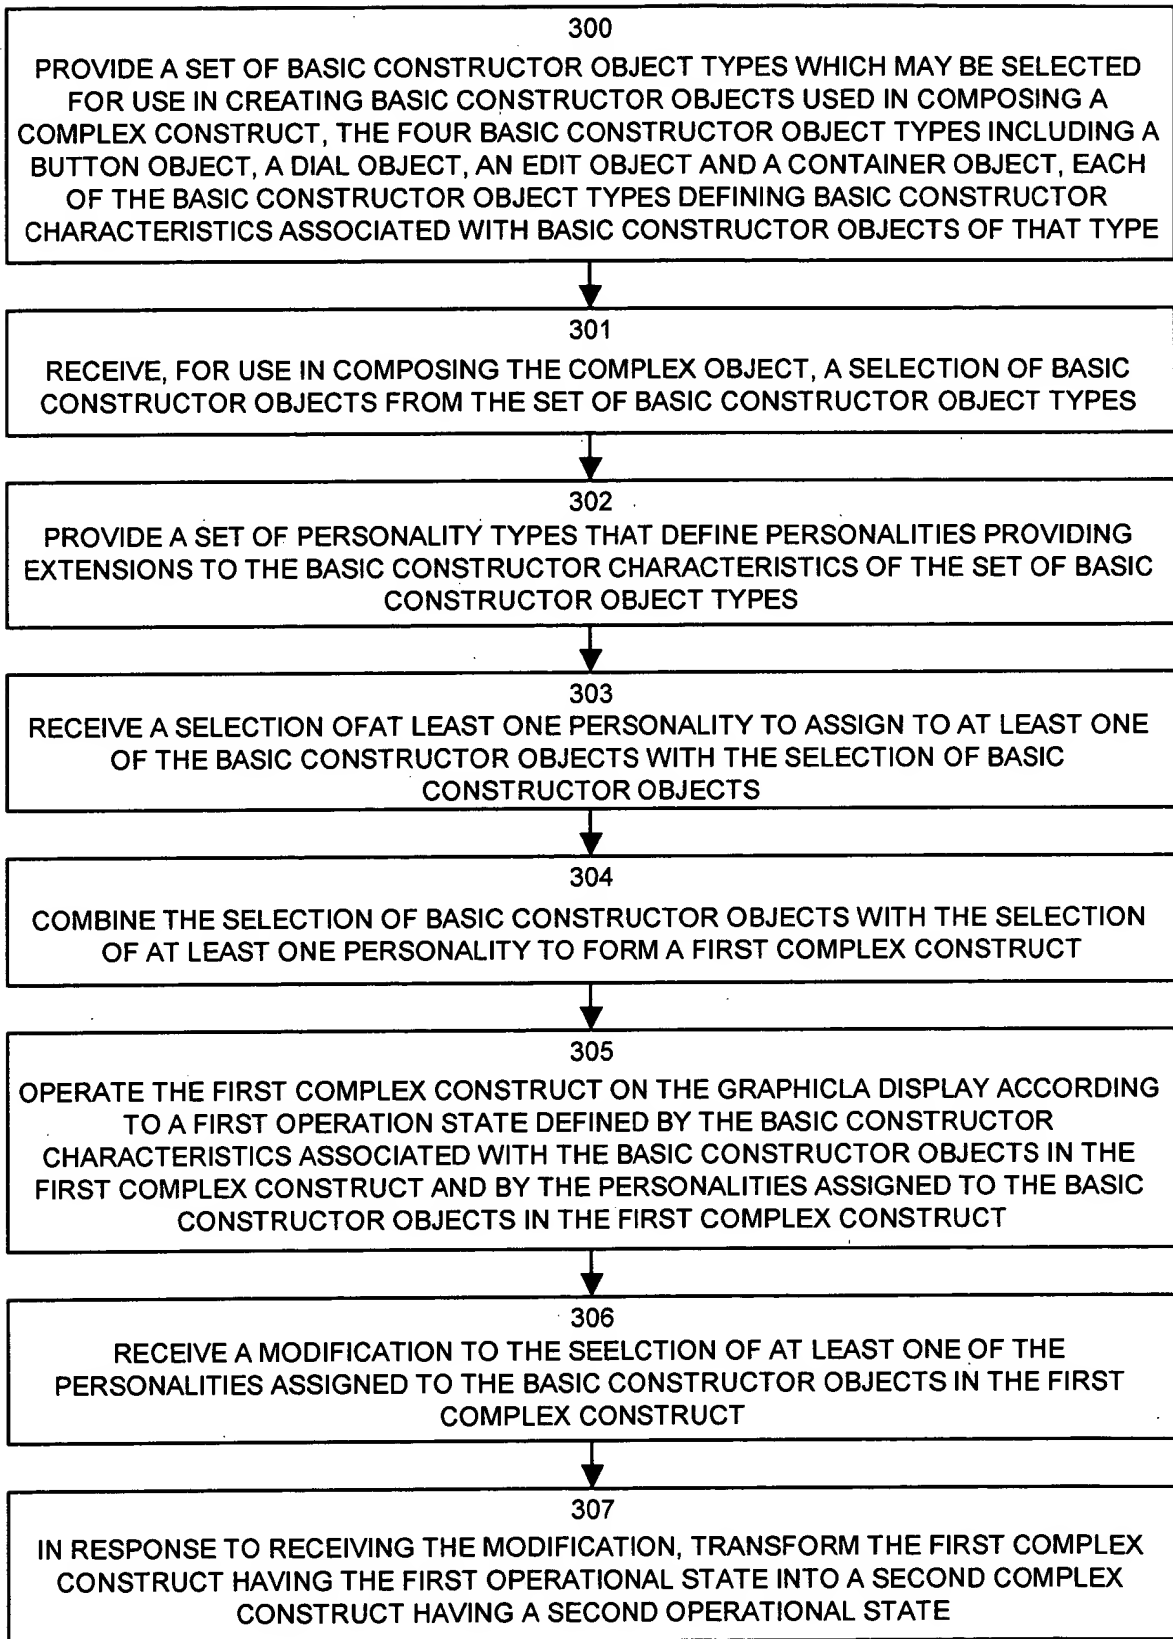 300
PROVIDE A SET OF BASIC CONSTRUCTOR OBJECT TYPES WHICH MAY BE SELECTED
FOR USE IN CREATING BASIC CONSTRUCTOR OBJECTS USED IN COMPOSING A
COMPLEX CONSTRUCT, THE FOUR BASIC CONSTRUCTOR OBJECT TYPES INCLUDING A
BUTTON OBJECT, A DIAL OBJECT, AN EDIT OBJECT AND A CONTAINER OBJECT, EACH
OF THE BASIC CONSTRUCTOR OBJECT TYPES DEFINING BASIC CONSTRUCTOR
CHARACTERISTICS ASSOCIATED WITH BASIC CONSTRUCTOR OBJECTS OF THAT TYPE
301
RECEIVE, FOR USE IN COMPOSING THE COMPLEX OBJECT, A SELECTION OF BASIC
CONSTRUCTOR OBJECTS FROM THE SET OF BASIC CONSTRUCTOR OBJECT TYPES
302
PROVIDE A SET OF PERSONALITY TYPES THAT DEFINE PERSONALITIES PROVIDING
EXTENSIONS TO THE BASIC CONSTRUCTOR CHARACTERISTICS OF THE SET OF BASIC
CONSTRUCTOR OBJECT TYPES
303
RECEIVE A SELECTION OFAT LEAST ONE PERSONALITY TO ASSIGN TO AT LEAST ONE
OF THE BASIC CONSTRUCTOR OBJECTS WITH THE SELECTION OF BASIC
CONSTRUCTOR OBJECTS
304
COMBINE THE SELECTION OF BASIC CONSTRUCTOR OBJECTS WITH THE SELECTION
OF AT LEAST ONE PERSONALITY TO FORM A FIRST COMPLEX CONSTRUCT
305
OPERATE THE FIRST COMPLEX CONSTRUCT ON THE GRAPHICLA DISPLAY ACCORDING
TO A FIRST OPERATION STATE DEFINED BY THE BASIC CONSTRUCTOR
CHARACTERISTICS ASSOCIATED WITH THE BASIC CONSTRUCTOR OBJECTS IN THE
FIRST COMPLEX CONSTRUCT AND BY THE PERSONALITIES ASSIGNED TO THE BASIC
CONSTRUCTOR OBJECTS IN THE FIRST COMPLEX CONSTRUCT
306
RECEIVE A MODIFICATION TO THE SEELCTION OF AT LEAST ONE OF THE
PERSONALITIES ASSIGNED TO THE BASIC CONSTRUCTOR OBJECTS IN THE FIRST
COMPLEX CONSTRUCT
307
IN RESPONSE TO RECEIVING THE MODIFICATION, TRANSFORM THE FIRST COMPLEX
CONSTRUCT HAVING THE FIRST OPERATIONAL STATE INTO A SECOND COMPLEX
CONSTRUCT HAVING A SECOND OPERATIONAL STATE